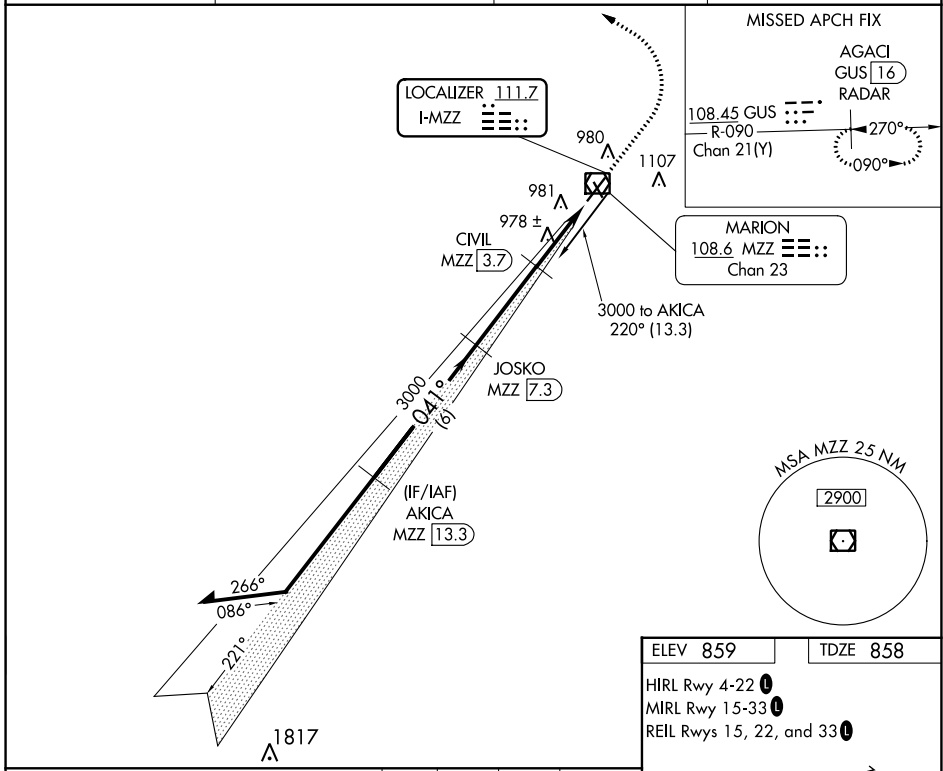 MISSED APCH FIX
AGACI
GUS 16
RADAR
108.45 GUS
R-090
Chan 21(Y)
270°
090°
LOCALIZER 111.7
I-MZZ
980
1107
981
978 ±
MARION
108.6 MZZ
Chan 23
CIVIL
MZZ 3.7
3000 to AKICA
220° (13.3)
JOSKO
MZZ 7.3
3000
041°
(6)
(IF/IAF)
AKICA
MZZ 13.3
MSA MZZ 25 NM
2900
266°
086°
221°
1817
ELEV 859
TDZE 858
HIRL Rwy 4-22 L
MIRL Rwy 15-33 L
REIL Rwys 15, 22, and 33 L